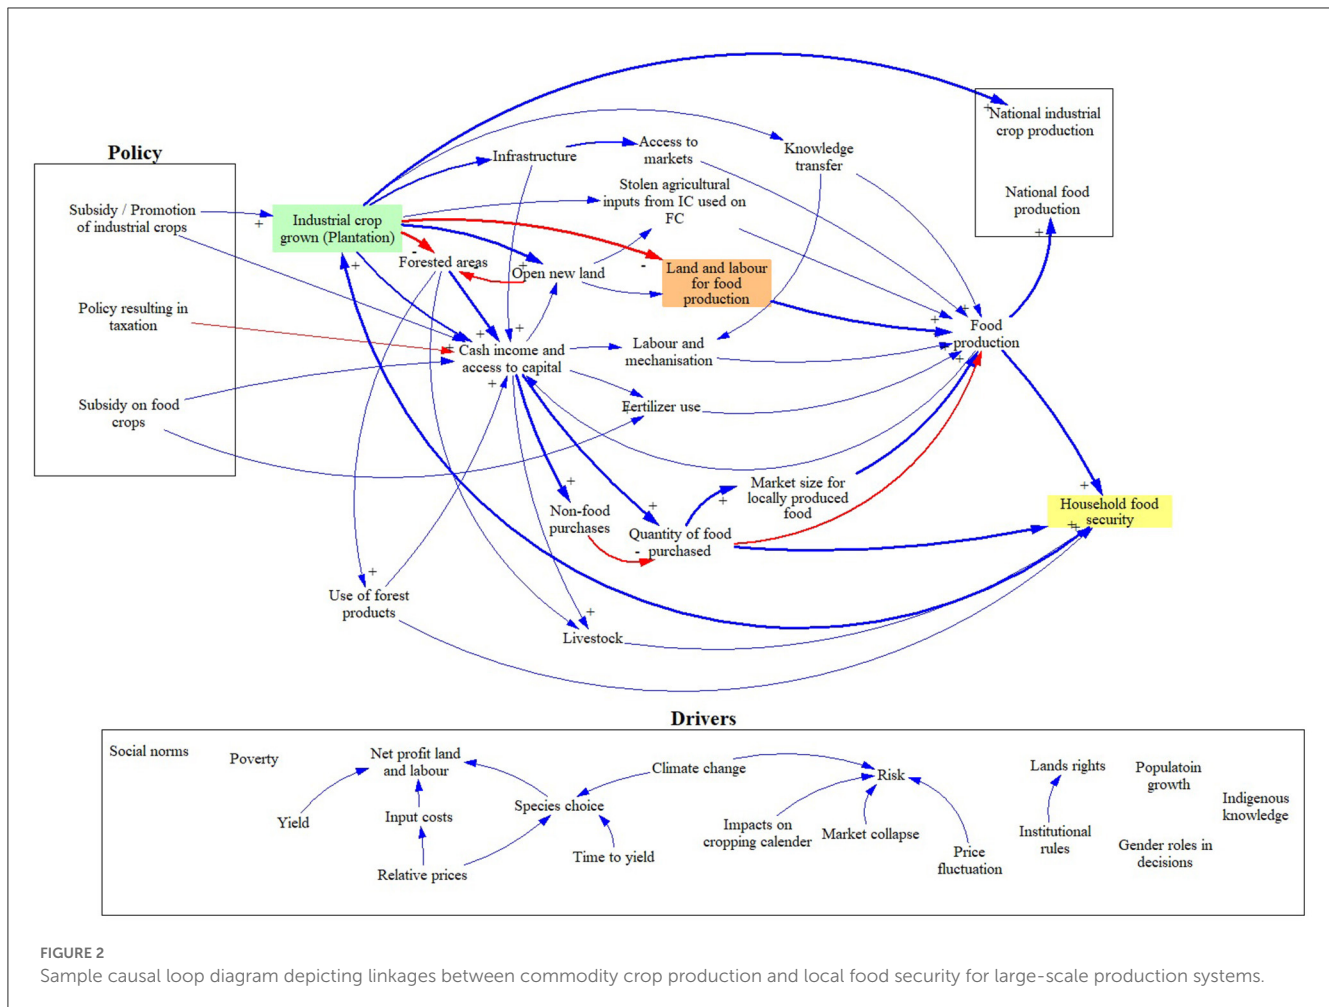 Policy
Subsidy / Promotion
of industrial crops
Policy resulting in
taxation
Subsidy on food
crops
Industrial crop
grown (Plantation)
Infrastructure
Access to
markets
Knowledge
transfer
National industrial
crop production
National food
production
Stolen agricultural
inputs from IC used on
FC
Forested areas
Open new land
Land and labour
for food
production
Food
production
Cash income and
access to capital
Labour and
mechanisation
Fertilizer use
Non-food
purchases
Quantity of food
purchased
Market size for
locally produced
food
Household food
security
Use of forest
products
Livestock
Drivers
Social norms
Poverty
Net profit land
and labour
Yield
Input costs
Relative prices
Species choice
Time to yield
Climate change
Risk
Impacts on
cropping calender
Market collapse
Price
fluctuation
Lands rights
Institutional
rules
Populatoin
growth
Gender roles in
decisions
Indigenous
knowledge
FIGURE 2
Sample causal loop diagram depicting linkages between commodity crop production and local food security for large-scale production systems.